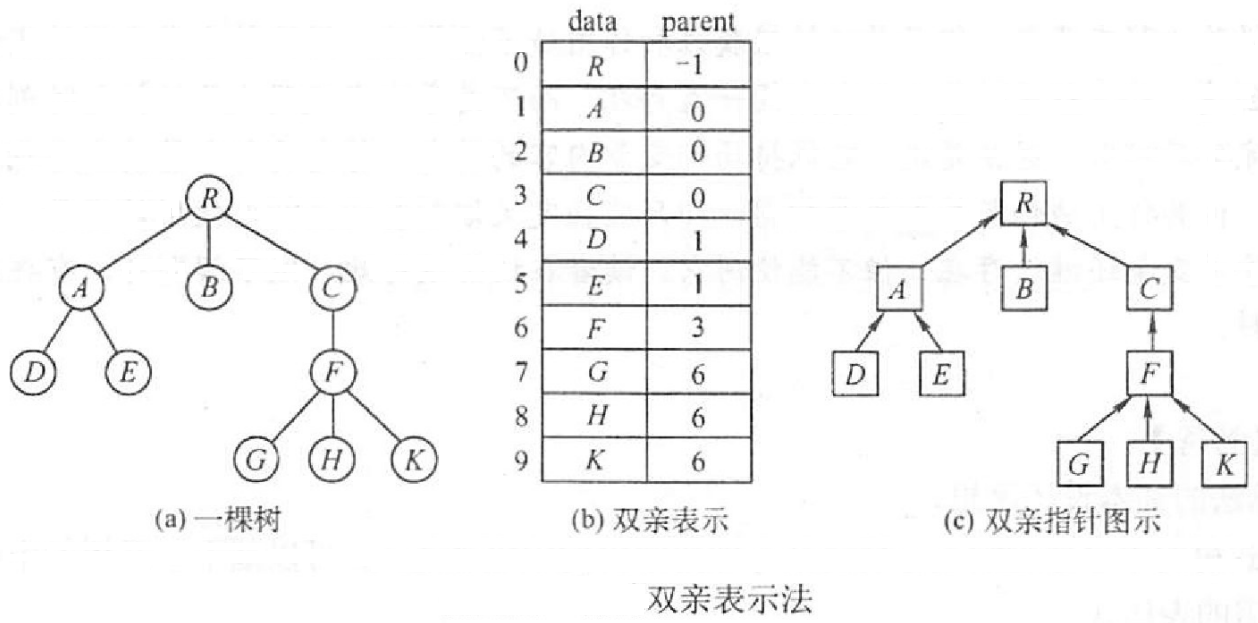 data parent
0 R -1
1 A 0
2 B 0
3 C 0
4 D 1
5 E 1
6 F 3
7 G 6
8 H 6
9 K 6
R
A B C
D E F
G H K
R
A B C
D E F
G H K
(a) 一棵树
(b) 双亲表示
(c) 双亲指针图示
双亲表示法